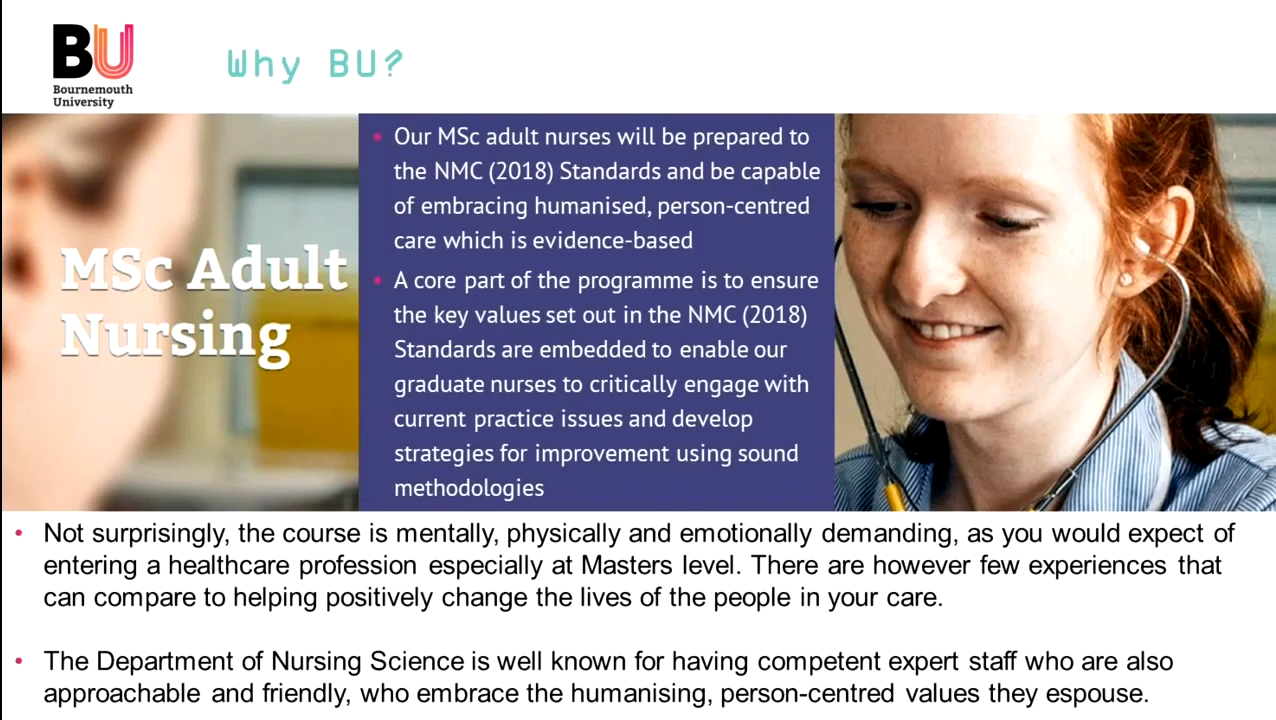 BU
Bournemouth
University
Why BU?
MSc Adult
Nursing
• Our MSc adult nurses will be prepared to
the NMC (2018) Standards and be capable
of embracing humanised, person-centred
care which is evidence-based
• A core part of the programme is to ensure
the key values set out in the NMC (2018)
Standards are embedded to enable our
graduate nurses to critically engage with
current practice issues and develop
strategies for improvement using sound
methodologies
• Not surprisingly, the course is mentally, physically and emotionally demanding, as you would expect of
entering a healthcare profession especially at Masters level. There are however few experiences that
can compare to helping positively change the lives of the people in your care.
• The Department of Nursing Science is well known for having competent expert staff who are also
approachable and friendly, who embrace the humanising, person-centred values they espouse.